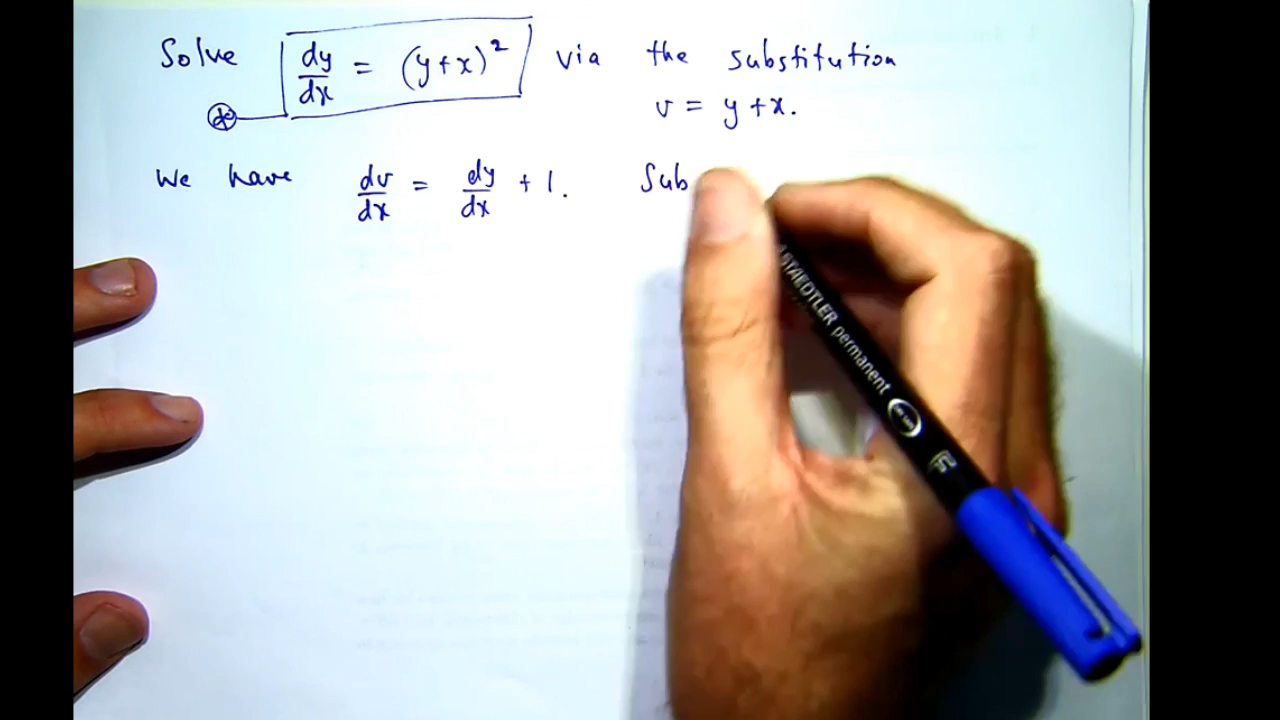 Solve dy/dx = (y+x)² via the substitution
⊛ v = y+x.
We have dv/dx = dy/dx + 1. Sub
STAEDTLER permanent F